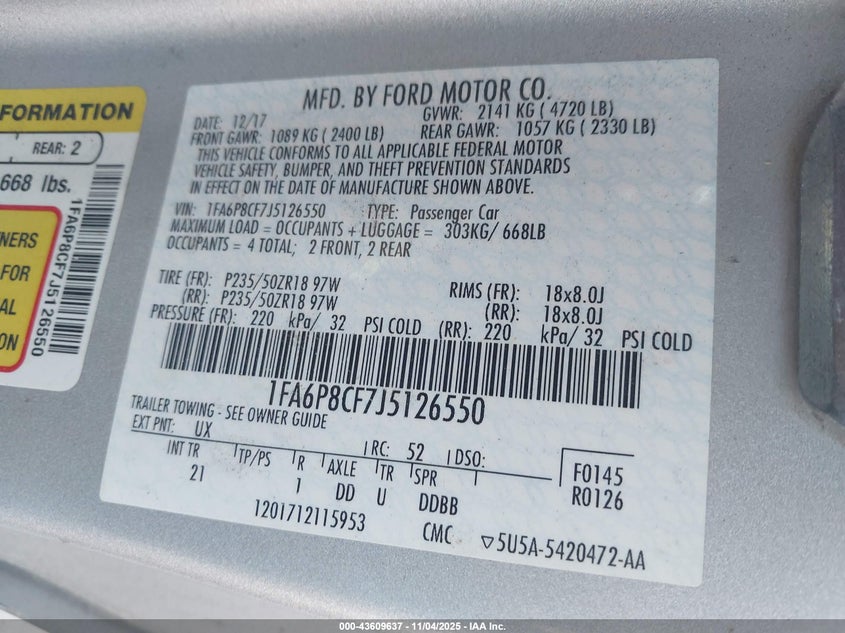 FORMATION
REAR: 2
668 lbs.
NERS
FOR
AL
ON
1FA6P8CF7J5126550
MFD. BY FORD MOTOR CO.
DATE: 12/17 GVWR: 2141 KG ( 4720 LB)
FRONT GAWR: 1089 KG ( 2400 LB) REAR GAWR: 1057 KG ( 2330 LB)
THIS VEHICLE CONFORMS TO ALL APPLICABLE FEDERAL MOTOR
VEHICLE SAFETY, BUMPER, AND THEFT PREVENTION STANDARDS
IN EFFECT ON THE DATE OF MANUFACTURE SHOWN ABOVE.
VIN: 1FA6P8CF7J5126550 TYPE: Passenger Car
MAXIMUM LOAD = OCCUPANTS + LUGGAGE = 303KG/ 668LB
OCCUPANTS = 4 TOTAL; 2 FRONT, 2 REAR
TIRE (FR): P235/50ZR18 97W RIMS (FR): 18x8.0J
(RR): P235/50ZR18 97W (RR): 18x8.0J
PRESSURE (FR): 220 kPa/ 32 PSI COLD (RR): 220 kPa/ 32 PSI COLD
1FA6P8CF7J5126550
TRAILER TOWING - SEE OWNER GUIDE
EXT PNT: UX RC: 52 DSO:
INT TR TP/PS R AXLE TR SPR F0145
21 1 DD U DDBB R0126
1201712115953 CMC ▽5U5A-5420472-AA
000-43609637 - 11/04/2025 - IAA Inc.